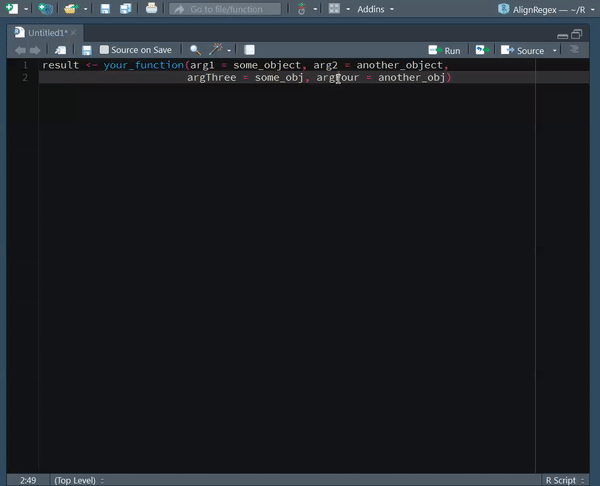 Go to file/function
Addins
AlignRegex — ~/R
Untitled1*
Source on Save
Run
Source
1 result <- your_function(arg1 = some_object, arg2 = another_object,
2 argThree = some_obj, argFour = another_obj)
2:49
(Top Level)
R Script